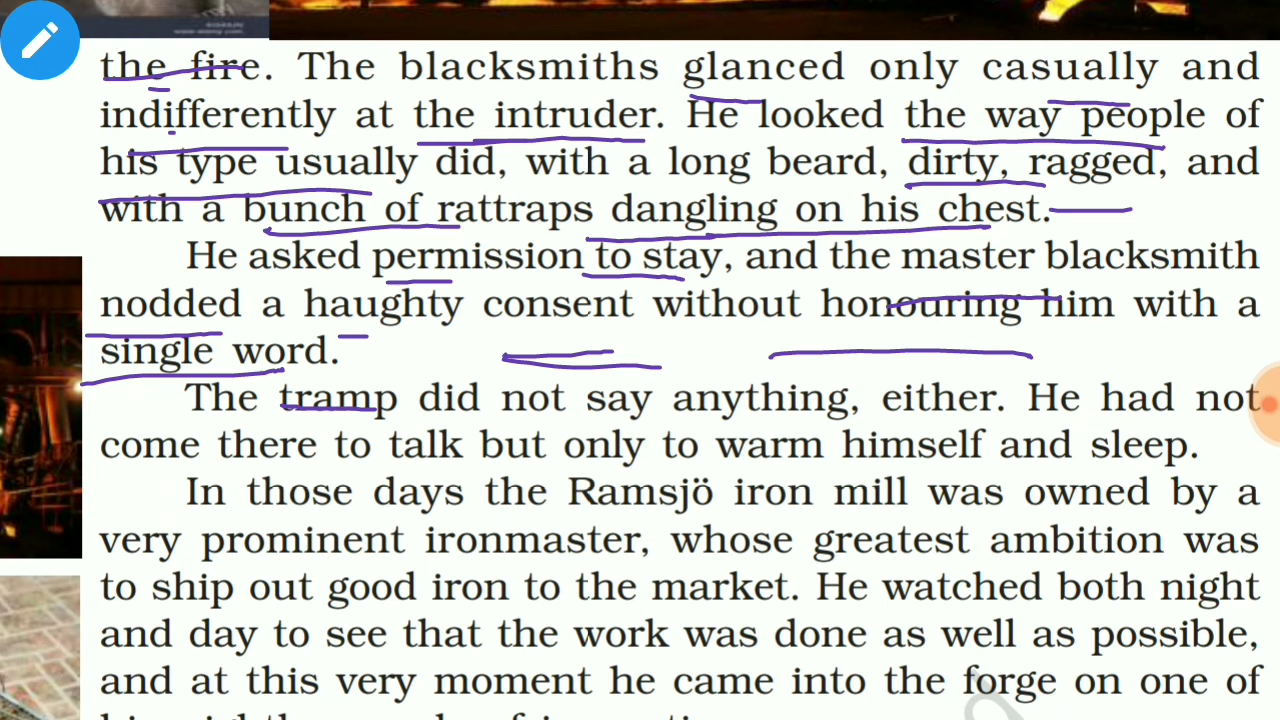 the fire. The blacksmiths glanced only casually and
indifferently at the intruder. He looked the way people of
his type usually did, with a long beard, dirty, ragged, and
with a bunch of rattraps dangling on his chest.
He asked permission to stay, and the master blacksmith
nodded a haughty consent without honouring him with a
single word.
The tramp did not say anything, either. He had not
come there to talk but only to warm himself and sleep.
In those days the Ramsjö iron mill was owned by a
very prominent ironmaster, whose greatest ambition was
to ship out good iron to the market. He watched both night
and day to see that the work was done as well as possible,
and at this very moment he came into the forge on one of